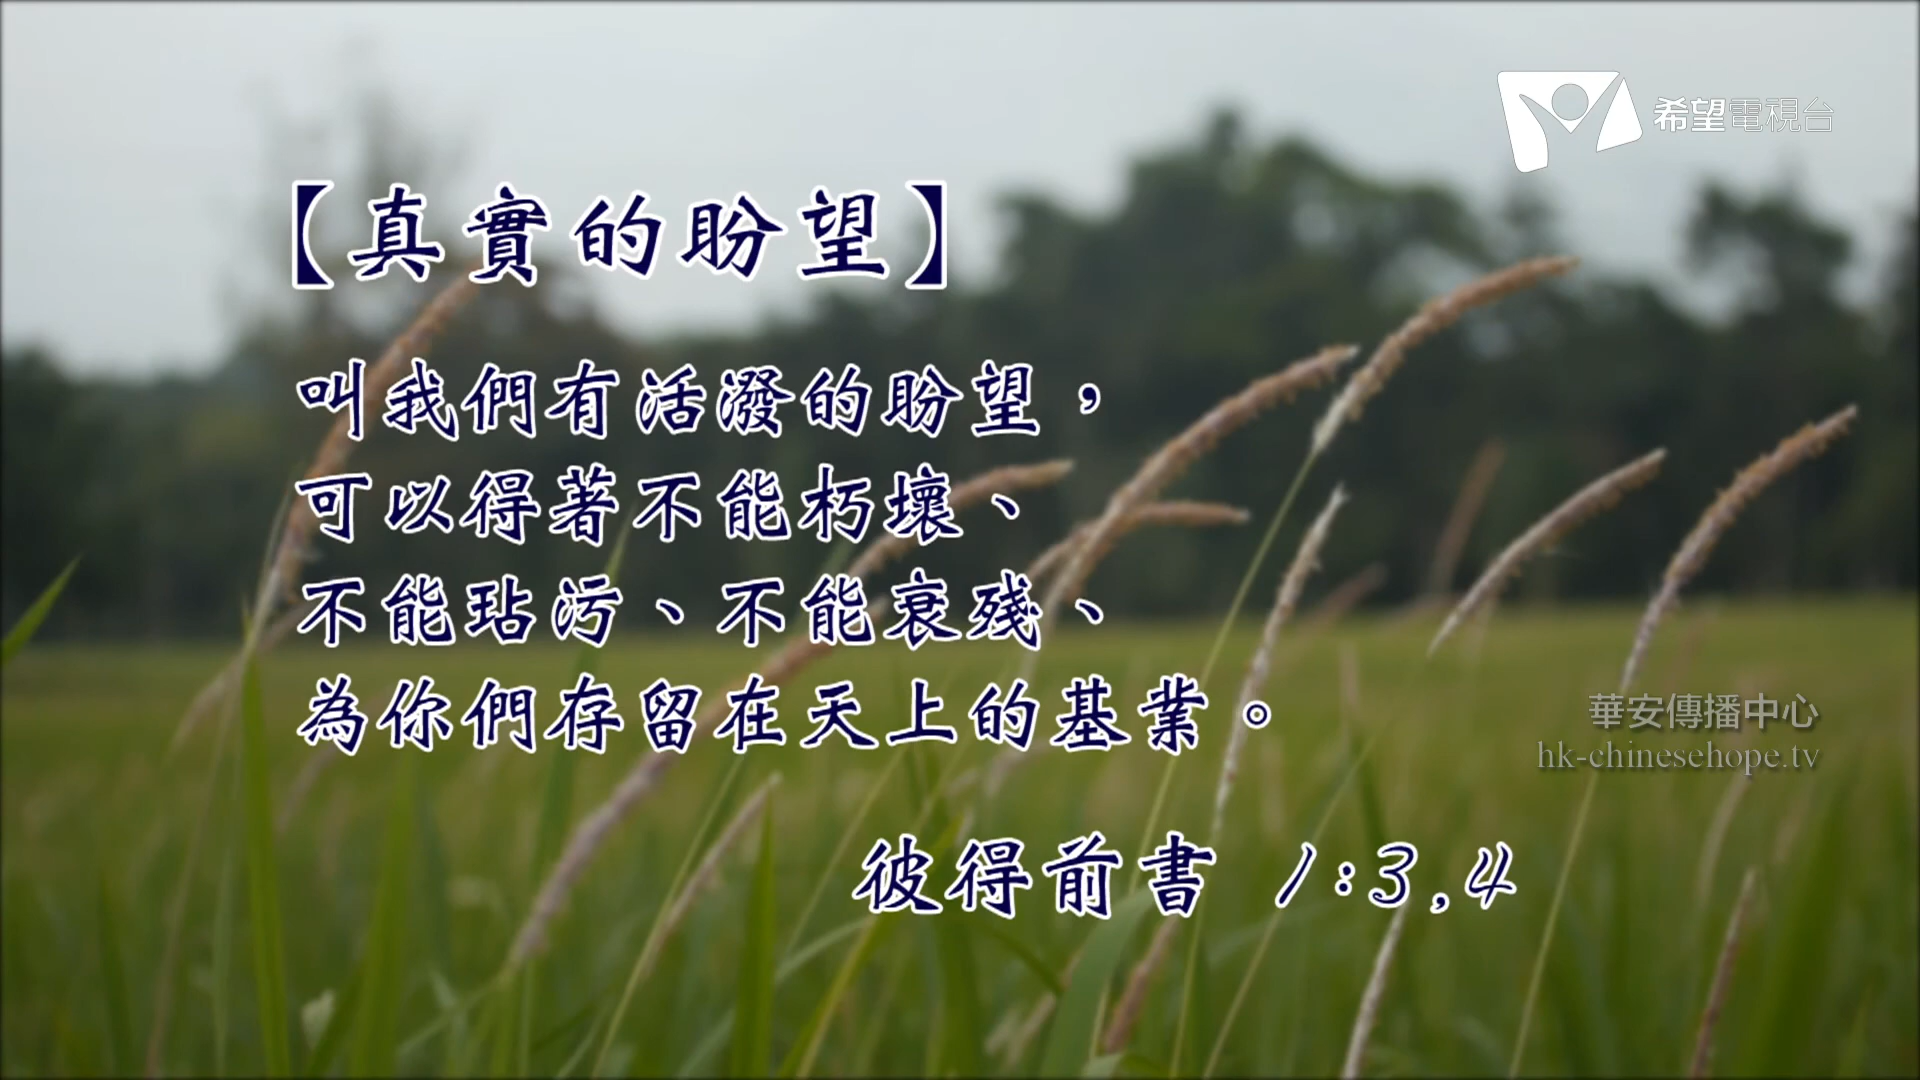 希望電視台
【真實的盼望】
叫我們有活潑的盼望，
可以得著不能朽壞、
不能玷污、不能衰殘、
為你們存留在天上的基業。
華安傳播中心
hk-chinesehope.tv
彼得前書 1:3,4